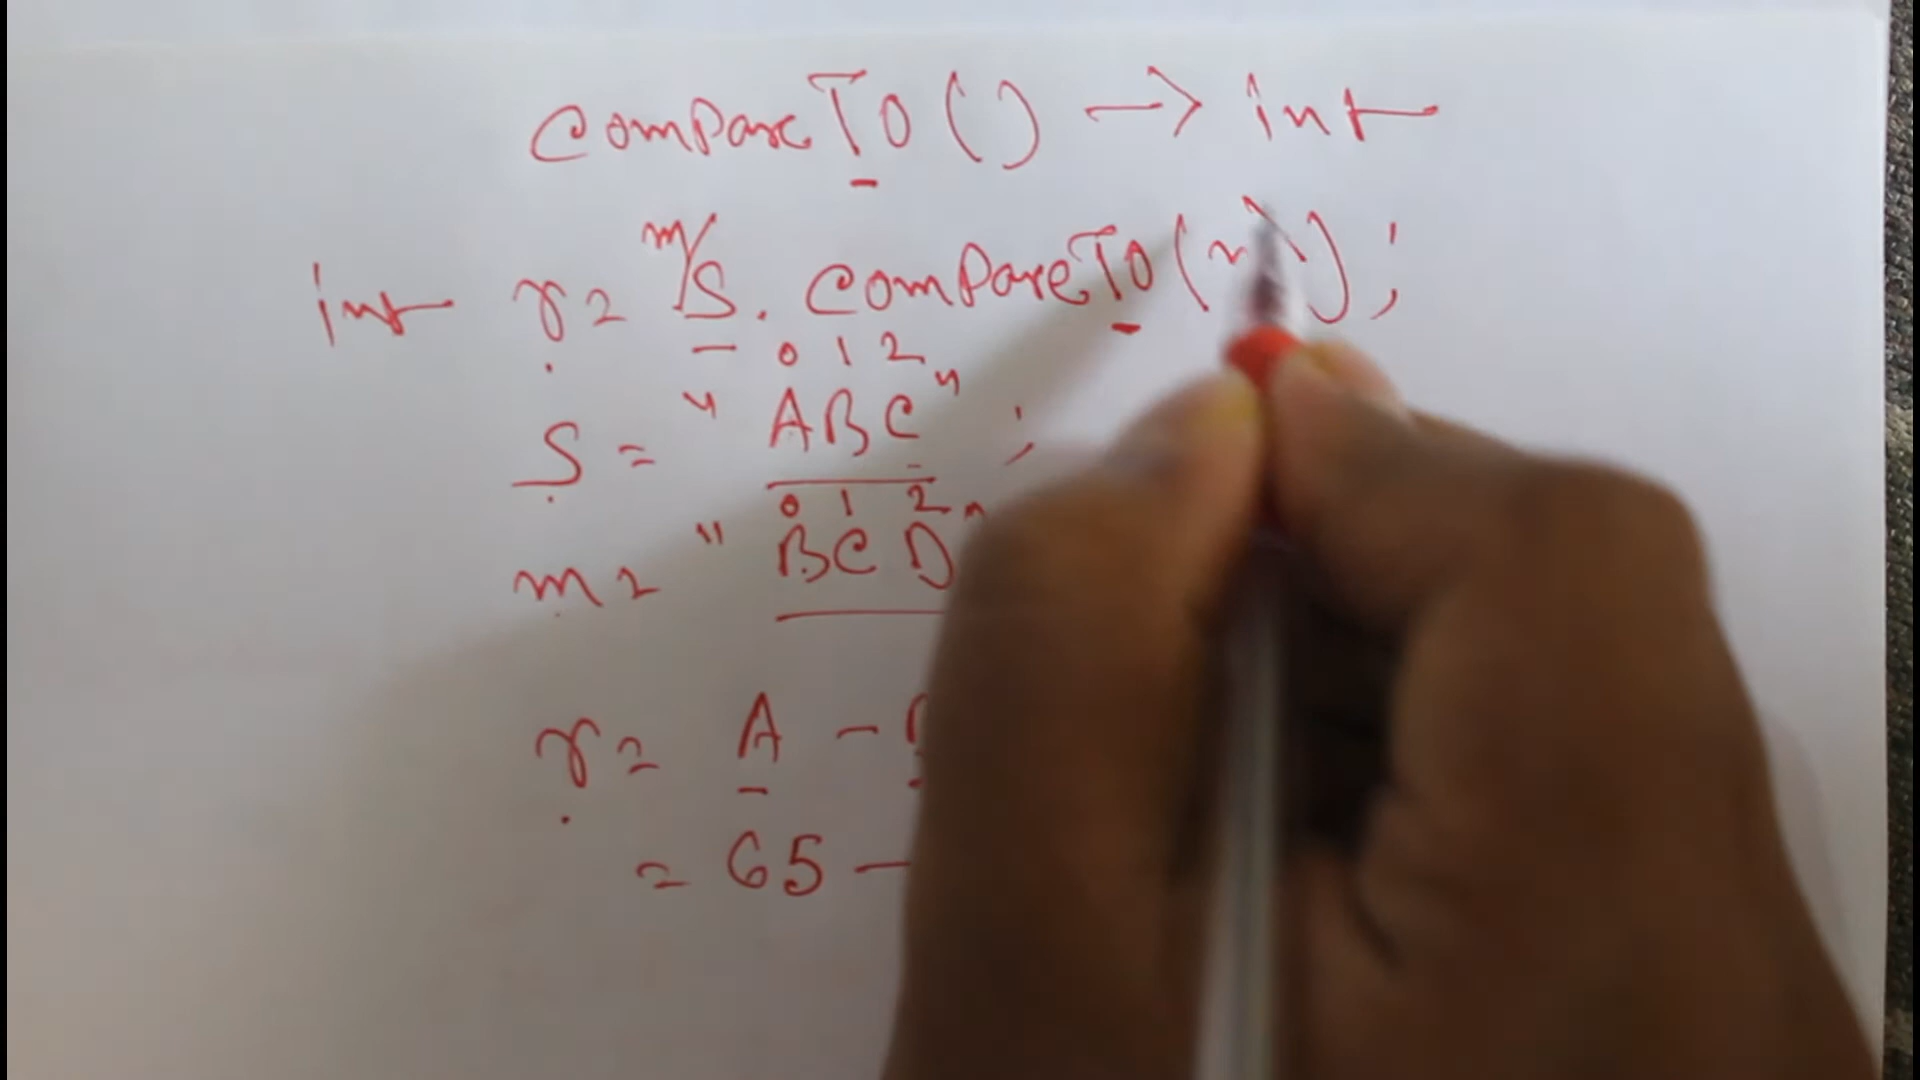 compareTo() → int
int r = m/S. compareTo(m);
0 1 2
S = "ABC";
0 1 2
m = "BCD"
r = A -
= 65 -